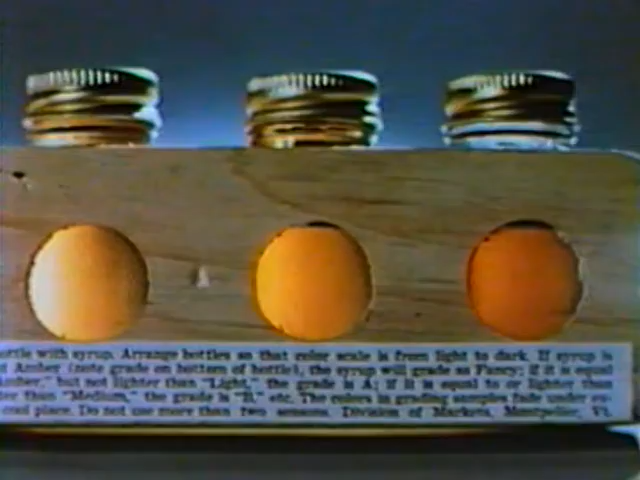 ottle with syrup. Arrange bottles so that color scale is from light to dark. If syrup is
d Amber (note grade on bottom of bottle), the syrup will grade as Fancy; if it is equal
mber," but not lighter than "Light," the grade is A; if it is equal to or lighter than
ter than "Medium," the grade is "B," etc. The colors in grading samples fade under ex-
cool place. Do not use more than two seasons. Division of Markets, Montpelier, Vt.